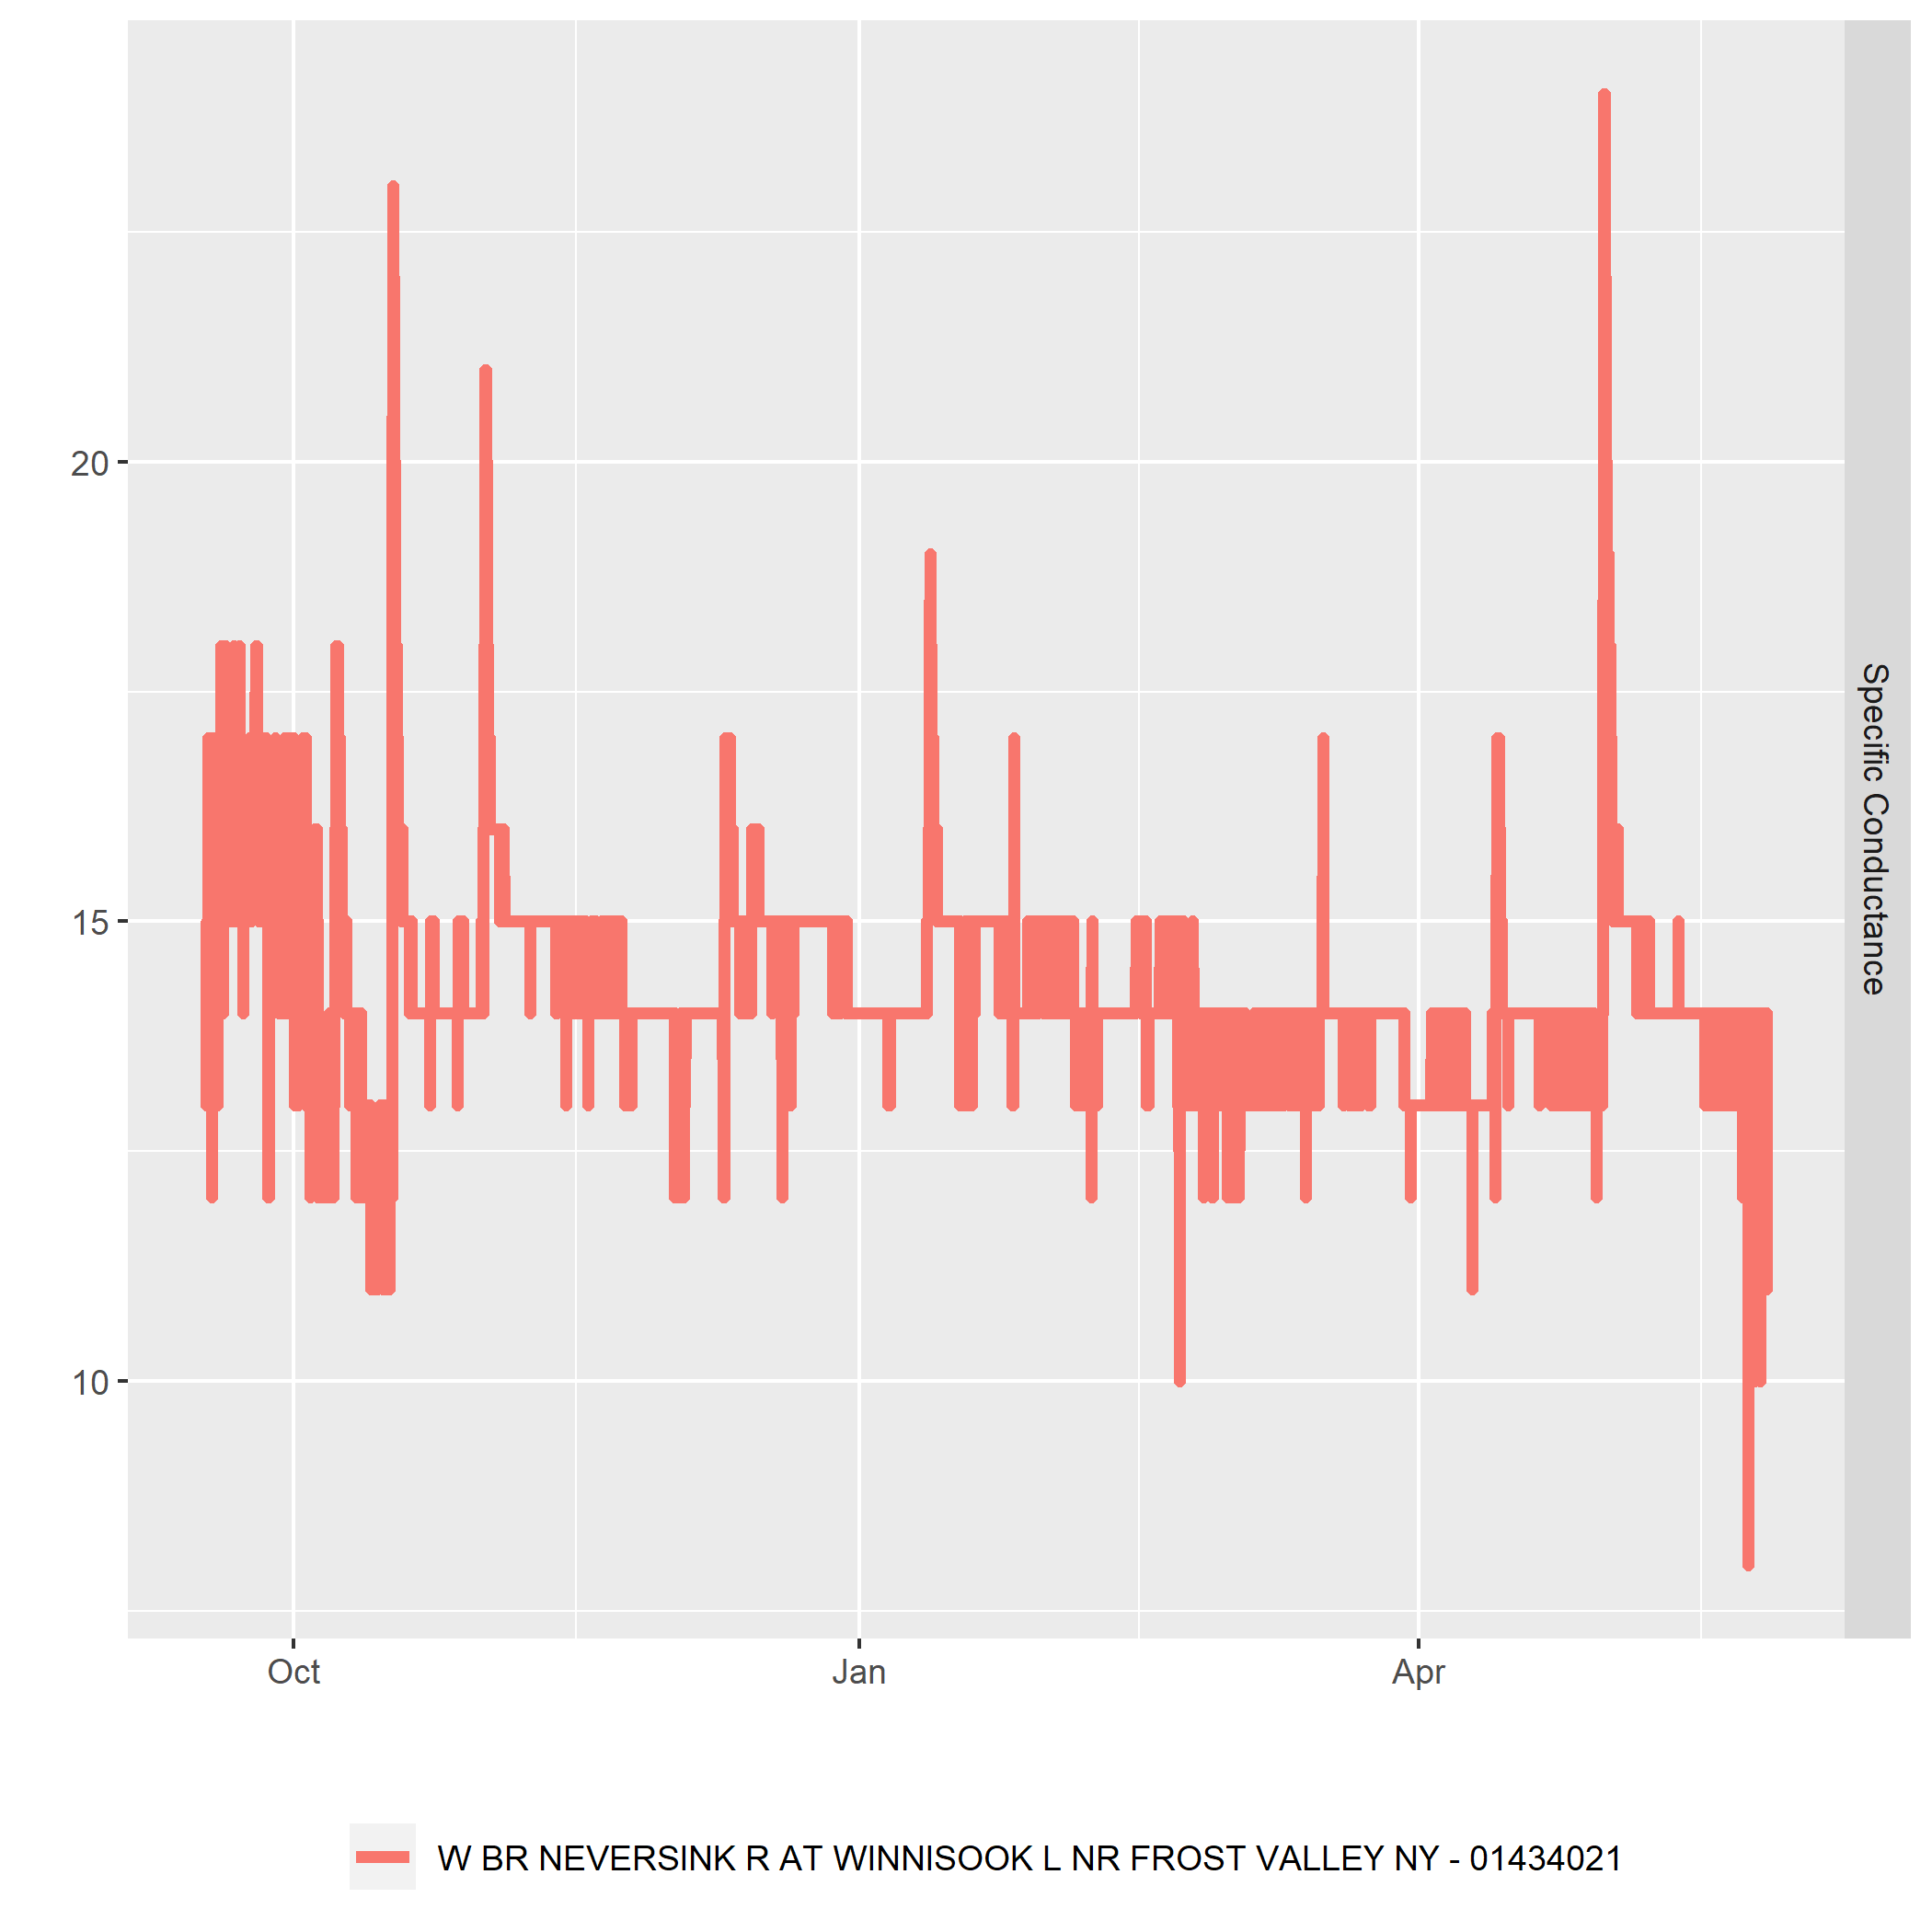 20
15
10
Specific Conductance
Oct
Jan
Apr
W BR NEVERSINK R AT WINNISOOK L NR FROST VALLEY NY - 01434021